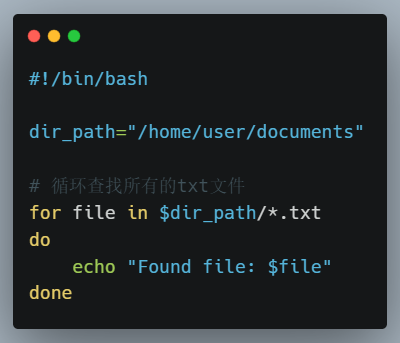 #!/bin/bash
dir_path="/home/user/documents"
# 循环查找所有的txt文件
for file in $dir_path/*.txt
do
    echo "Found file: $file"
done